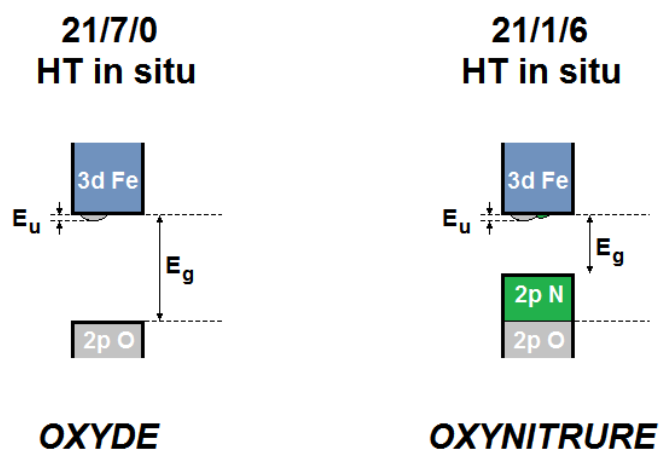 21/7/0
HT in situ
3d Fe
Eu
Eg
2p O
OXYDE
21/1/6
HT in situ
3d Fe
Eu
Eg
2p N
2p O
OXYNITRURE